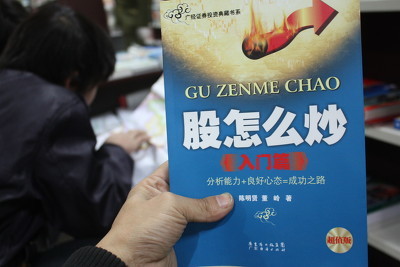 广经证券投资典藏书系
GU ZENME CHAO
股怎么炒
入门篇
分析能力+良好心态=成功之路
陈明贤 董岭 著
超值版